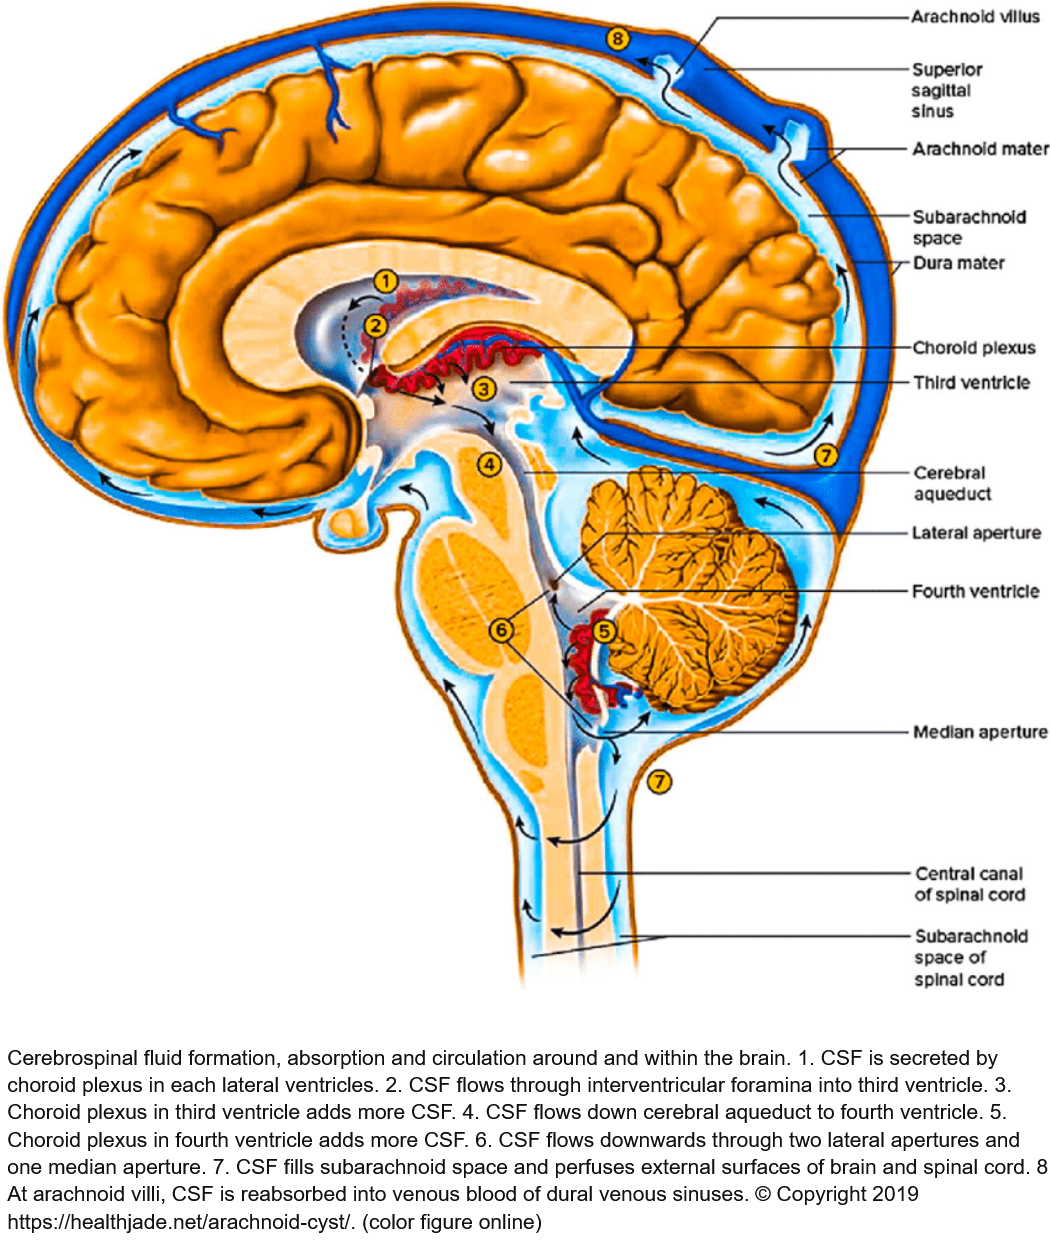 Arachnoid villus
8
Superior
sagittal
sinus
Arachnoid mater
Subarachnoid
space
Dura mater
1
2
Choroid plexus
3
Third ventricle
7
4
Cerebral
aqueduct
Lateral aperture
Fourth ventricle
6
5
Median aperture
7
Central canal
of spinal cord
Subarachnoid
space of
spinal cord
Cerebrospinal fluid formation, absorption and circulation around and within the brain. 1. CSF is secreted by
choroid plexus in each lateral ventricles. 2. CSF flows through interventricular foramina into third ventricle. 3.
Choroid plexus in third ventricle adds more CSF. 4. CSF flows down cerebral aqueduct to fourth ventricle. 5.
Choroid plexus in fourth ventricle adds more CSF. 6. CSF flows downwards through two lateral apertures and
one median aperture. 7. CSF fills subarachnoid space and perfuses external surfaces of brain and spinal cord. 8
At arachnoid villi, CSF is reabsorbed into venous blood of dural venous sinuses. © Copyright 2019
https://healthjade.net/arachnoid-cyst/. (color figure online)